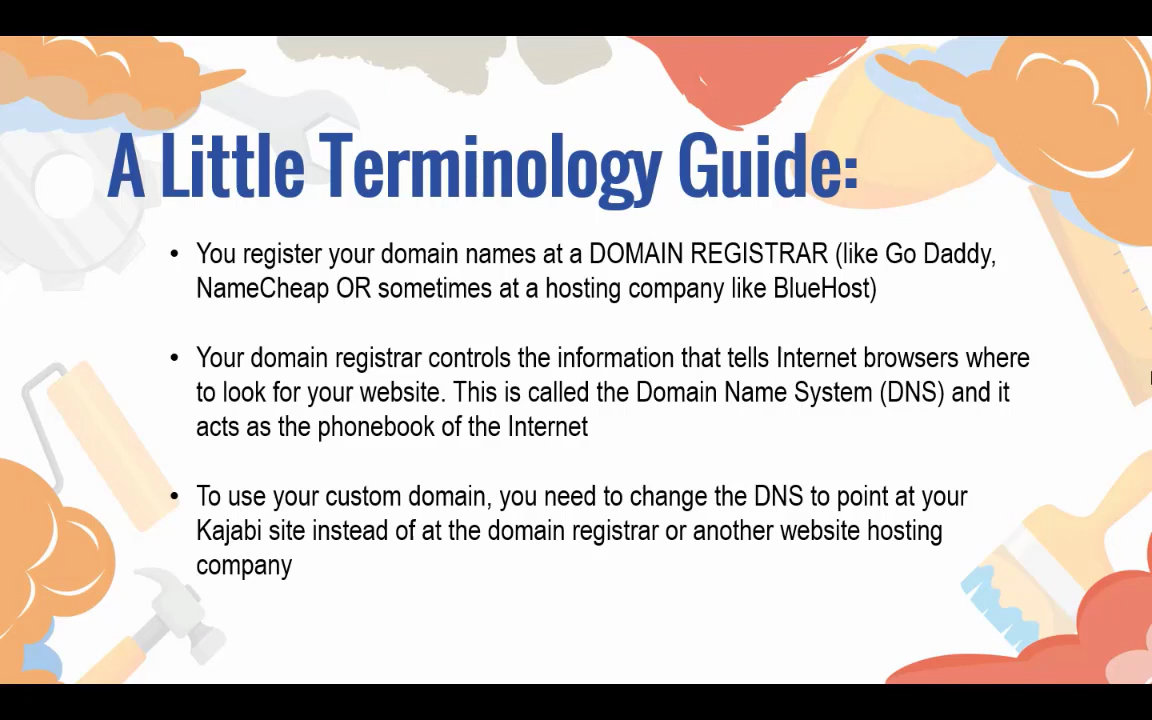 A Little Terminology Guide:
• You register your domain names at a DOMAIN REGISTRAR (like Go Daddy,
NameCheap OR sometimes at a hosting company like BlueHost)
• Your domain registrar controls the information that tells Internet browsers where
to look for your website. This is called the Domain Name System (DNS) and it
acts as the phonebook of the Internet
• To use your custom domain, you need to change the DNS to point at your
Kajabi site instead of at the domain registrar or another website hosting
company